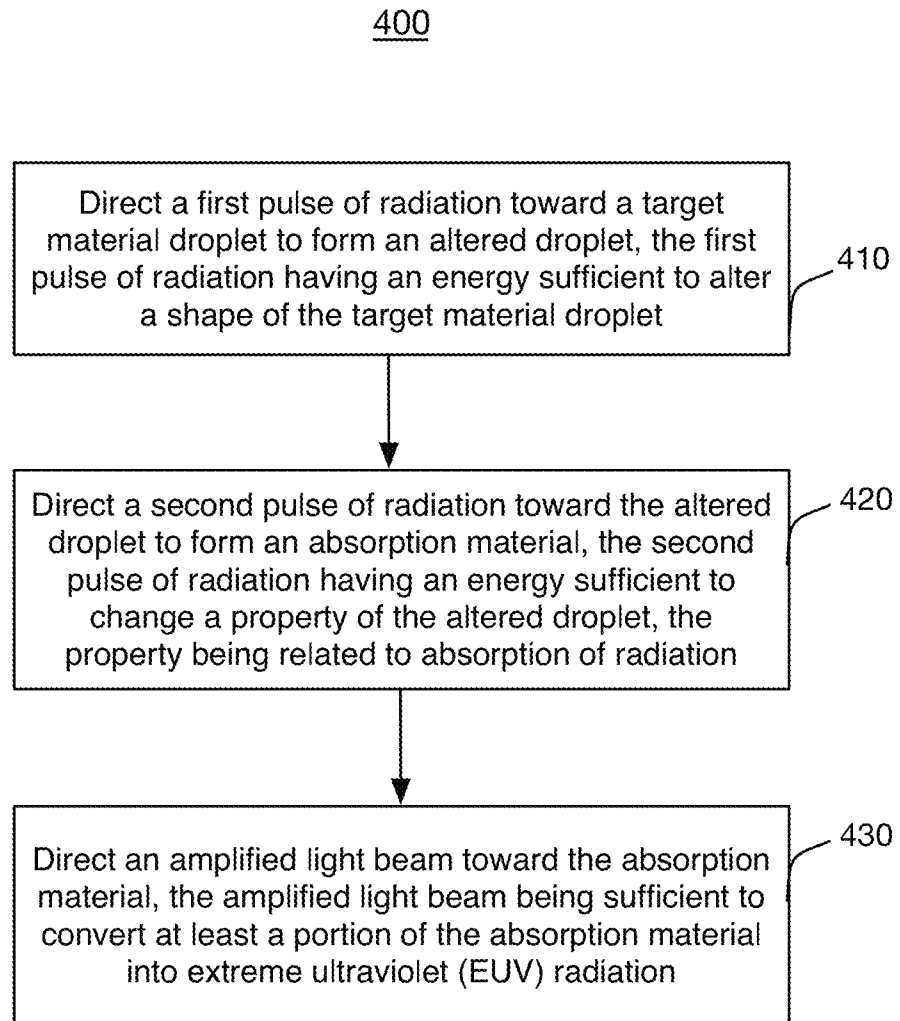 400
Direct a first pulse of radiation toward a target
material droplet to form an altered droplet, the first
pulse of radiation having an energy sufficient to alter
a shape of the target material droplet
410
Direct a second pulse of radiation toward the altered
droplet to form an absorption material, the second
pulse of radiation having an energy sufficient to
change a property of the altered droplet, the
property being related to absorption of radiation
420
Direct an amplified light beam toward the absorption
material, the amplified light beam being sufficient to
convert at least a portion of the absorption material
into extreme ultraviolet (EUV) radiation
430